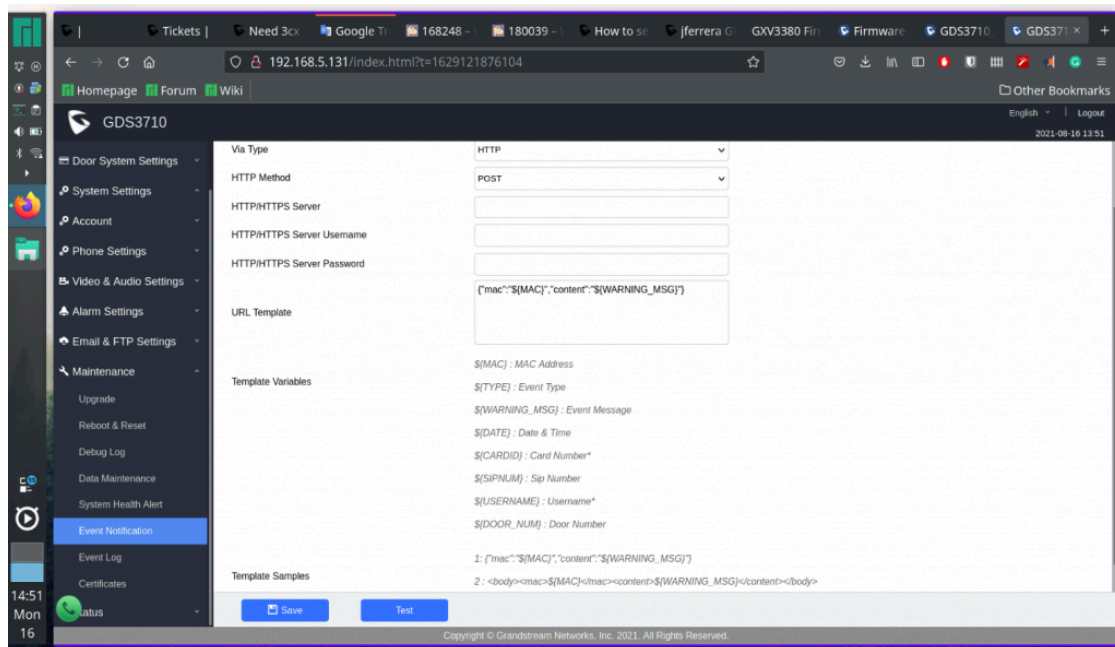 Tickets |
Need 3cx
Google Tr
168248 -
180039 -
How to se
jferrera G
GXV3380 Fir
Firmware
GDS3710_
GDS371
192.168.5.131/index.html?t=1629121876104
Homepage Forum Wiki
Other Bookmarks
GDS3710
English | Logout
2021-08-16 13:51
Door System Settings
System Settings
Account
Phone Settings
Video & Audio Settings
Alarm Settings
Email & FTP Settings
Maintenance
Upgrade
Reboot & Reset
Debug Log
Data Maintenance
System Health Alert
Event Notification
Event Log
Certificates
tatus
Via Type
HTTP
HTTP Method
POST
HTTP/HTTPS Server
HTTP/HTTPS Server Username
HTTP/HTTPS Server Password
URL Template
{"mac":"${MAC}","content":"${WARNING_MSG}"}
Template Variables
${MAC} : MAC Address
${TYPE} : Event Type
${WARNING_MSG} : Event Message
${DATE} : Date & Time
${CARDID} : Card Number*
${SIPNUM} : Sip Number
${USERNAME} : Username*
${DOOR_NUM} : Door Number
Template Samples
1: {"mac":"${MAC}","content":"${WARNING_MSG}"}
2 : <body><mac>${MAC}</mac><content>${WARNING_MSG}</content></body>
Save
Test
Copyright © Grandstream Networks, Inc. 2021. All Rights Reserved.
14:51
Mon
16